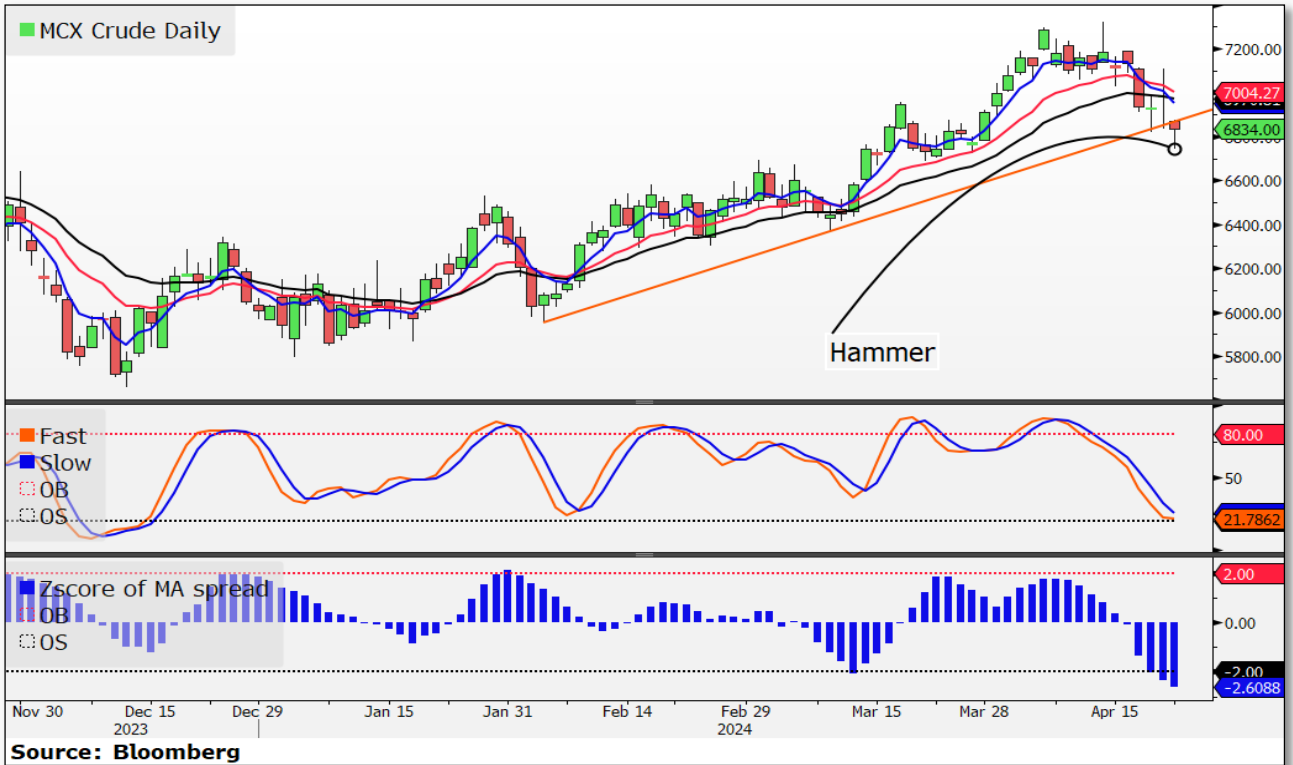 MCX Crude Daily
7200.00
7004.27
6834.00
6600.00
6400.00
6200.00
6000.00
5800.00
Hammer
Fast
Slow
OB
OS
80.00
50
21.7862
Zscore of MA spread
OB
OS
2.00
0.00
-2.00
-2.6088
Nov 30 Dec 15 Dec 29 Jan 15 Jan 31 Feb 14 Feb 29 Mar 15 Mar 28 Apr 15
2023 2024
Source: Bloomberg